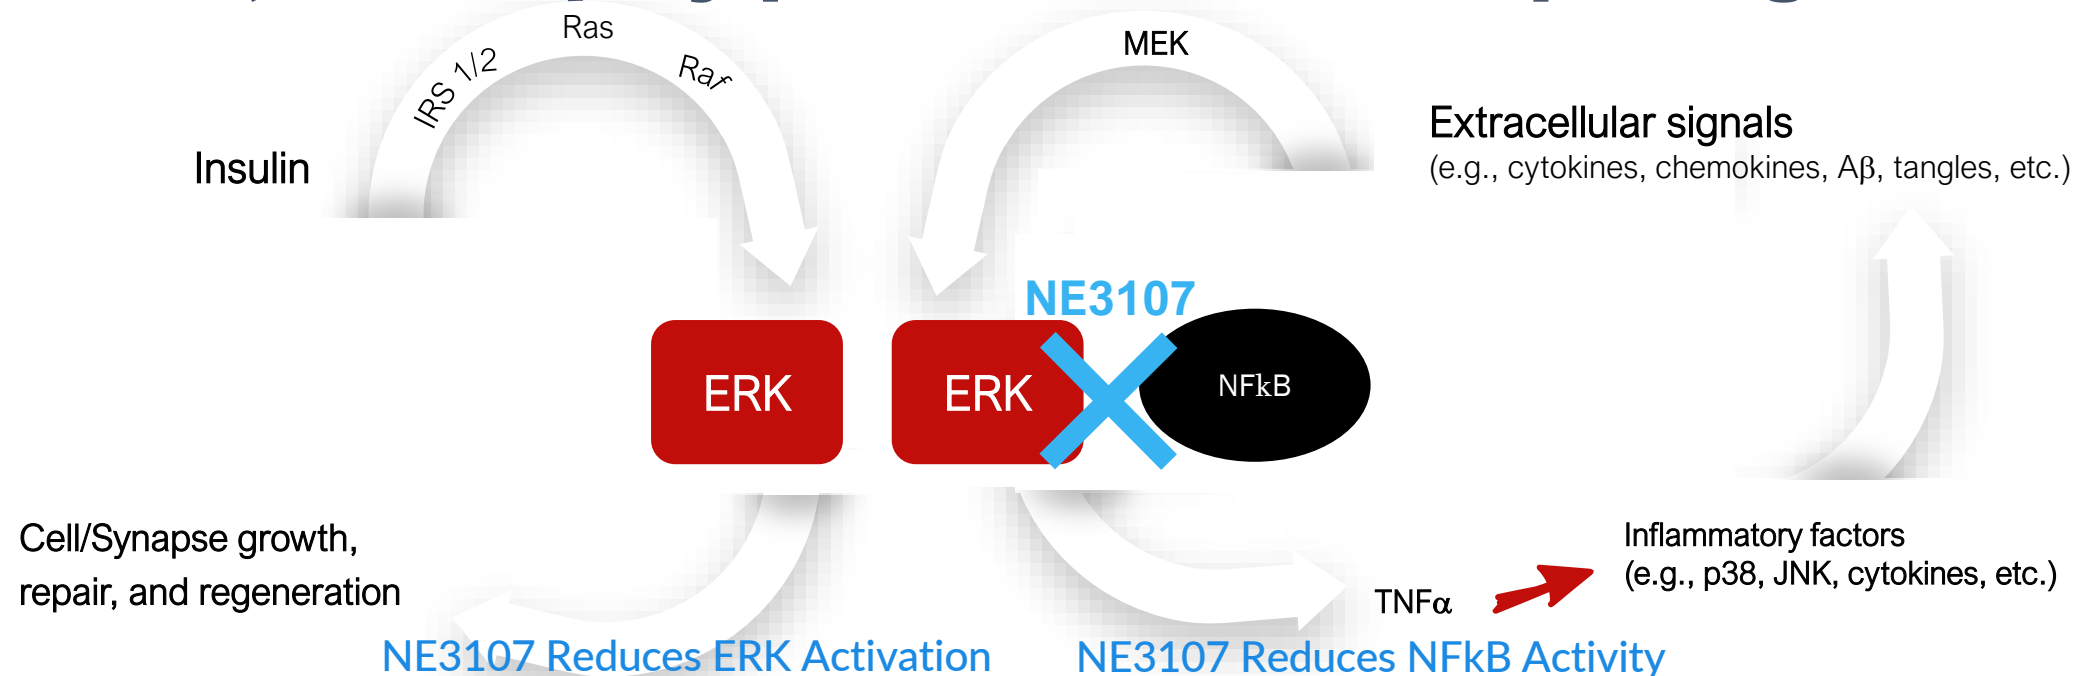 Ras
MEK
IRS 1/2
Raf
Extracellular signals
(e.g., cytokines, chemokines, Aβ, tangles, etc.)
Insulin
NE3107
ERK
ERK
NFkB
Cell/Synapse growth,
repair, and regeneration
Inflammatory factors
(e.g., p38, JNK, cytokines, etc.)
TNFα
NE3107 Reduces ERK Activation
NE3107 Reduces NFkB Activity